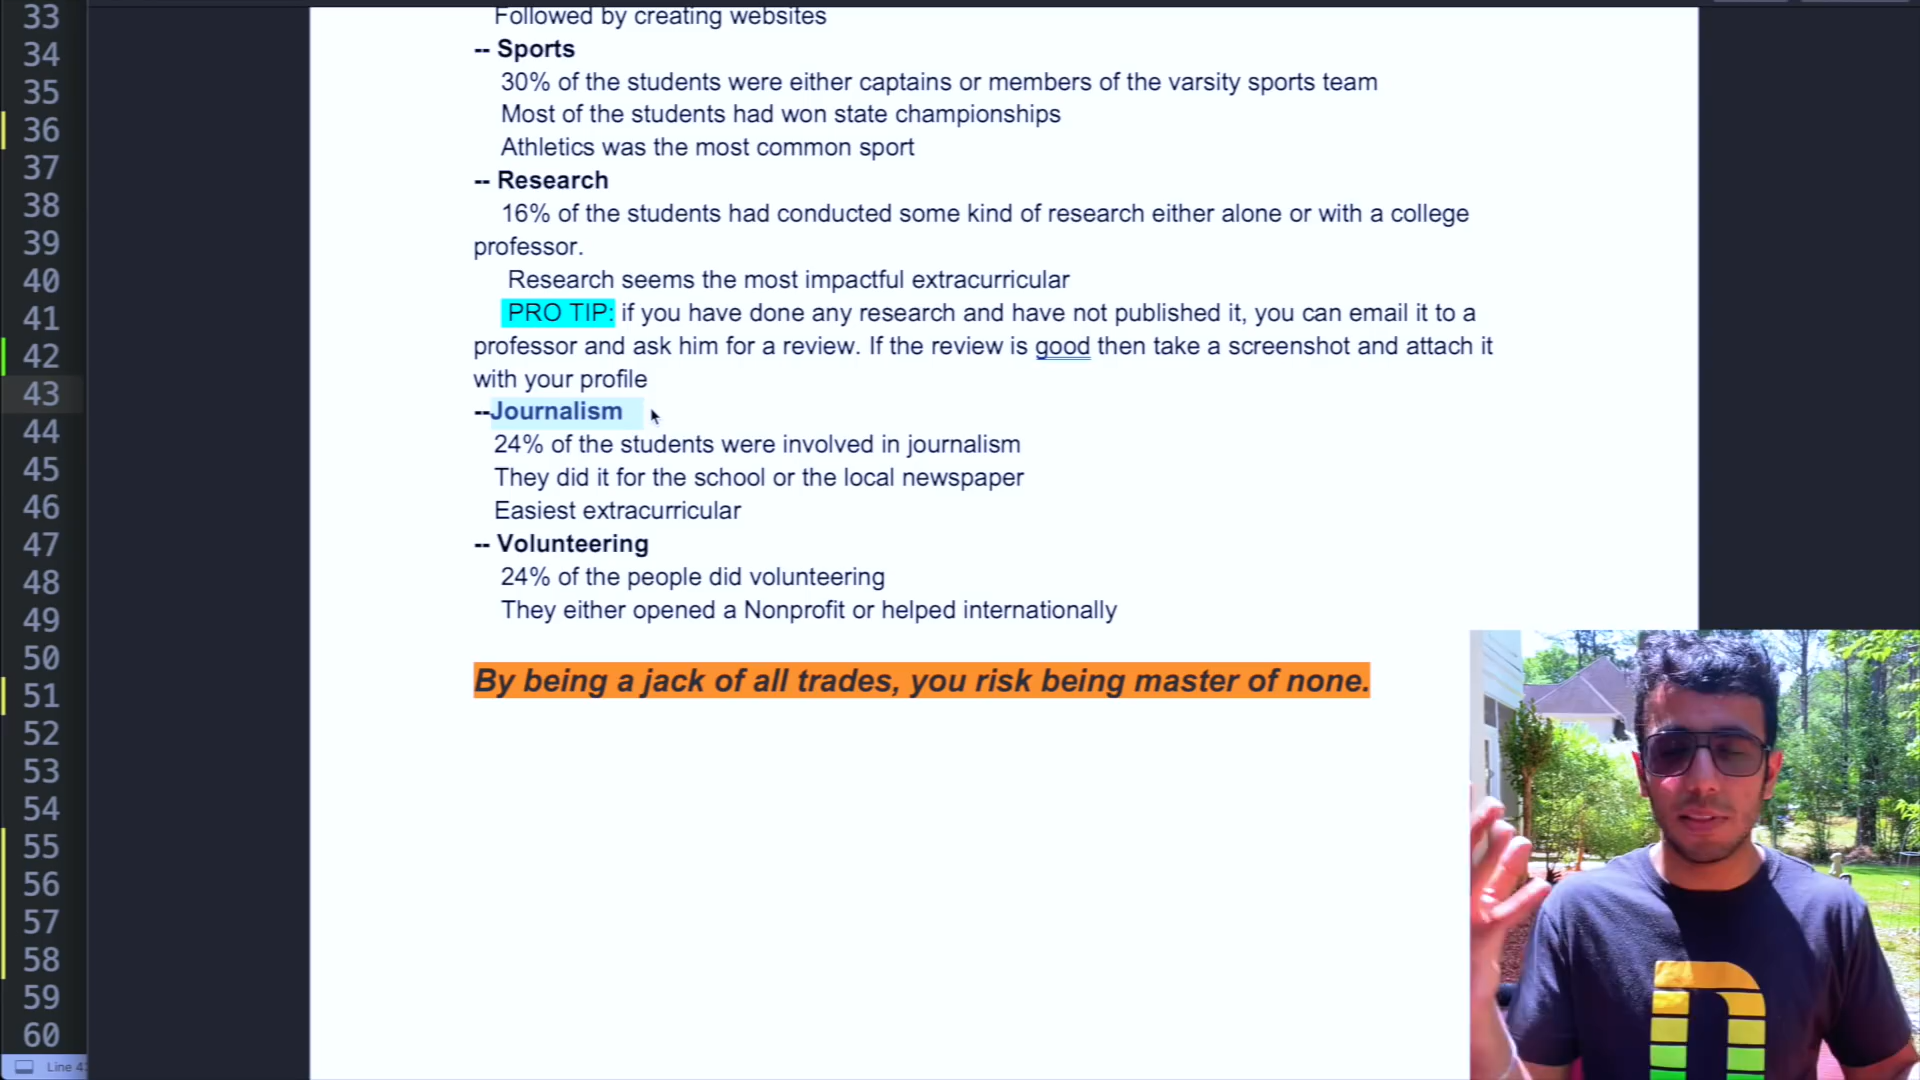 33
34
35
36
37
38
39
40
41
42
43
44
45
46
47
48
49
50
51
52
53
54
55
56
57
58
59
60
Line 4
Followed by creating websites
-- Sports
30% of the students were either captains or members of the varsity sports team
Most of the students had won state championships
Athletics was the most common sport
-- Research
16% of the students had conducted some kind of research either alone or with a college
professor.
Research seems the most impactful extracurricular
PRO TIP: if you have done any research and have not published it, you can email it to a
professor and ask him for a review. If the review is good then take a screenshot and attach it
with your profile
--Journalism
24% of the students were involved in journalism
They did it for the school or the local newspaper
Easiest extracurricular
-- Volunteering
24% of the people did volunteering
They either opened a Nonprofit or helped internationally
By being a jack of all trades, you risk being master of none.